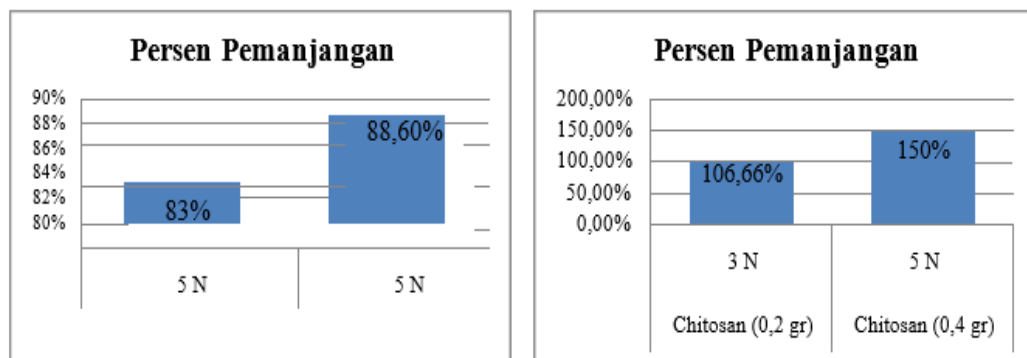 Persen Pemanjangan
90%
88%
86%
84%
82%
80%
88,60%
83%
5 N
5 N
Persen Pemanjangan
200,00%
150,00%
100,00%
50,00%
0,00%
106,66%
150%
3 N
5 N
Chitosan (0,2 gr)
Chitosan (0,4 gr)